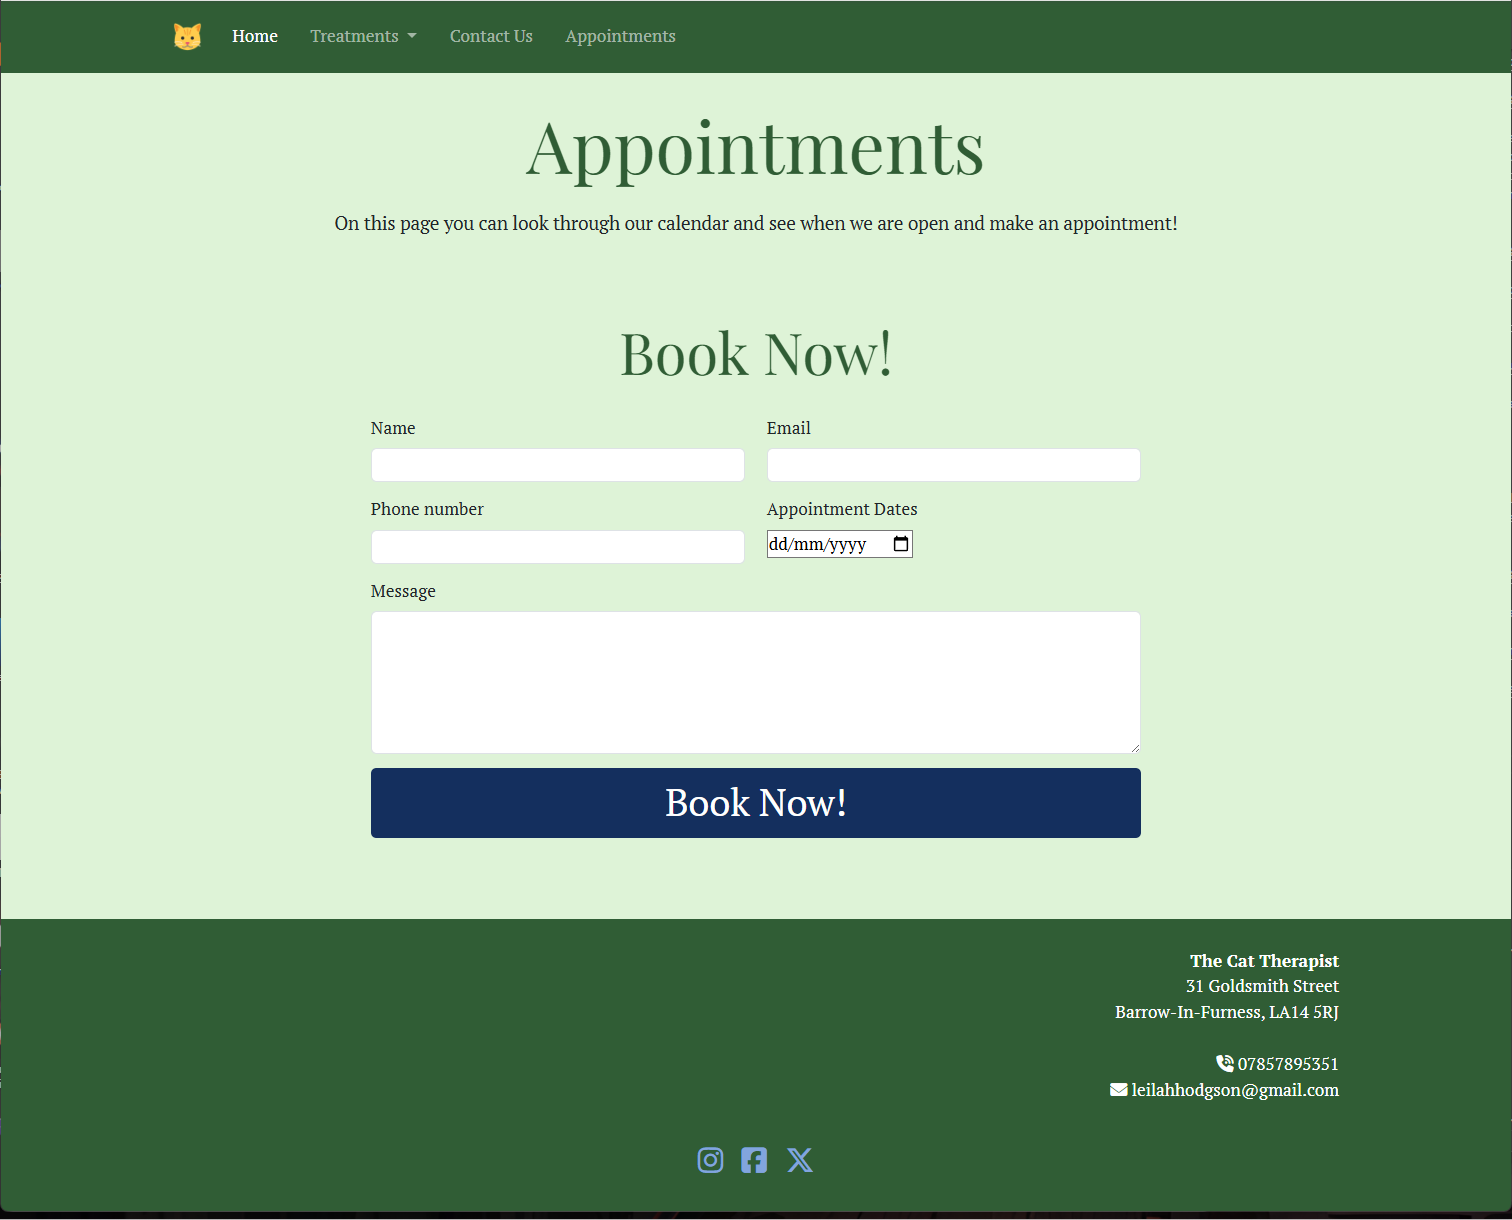 Home Treatments Contact Us Appointments
Appointments
On this page you can look through our calendar and see when we are open and make an appointment!
Book Now!
Name Email
Phone number Appointment Dates
dd/mm/yyyy
Message
Book Now!
The Cat Therapist
31 Goldsmith Street
Barrow-In-Furness, LA14 5RJ
07857895351
leilahhodgson@gmail.com